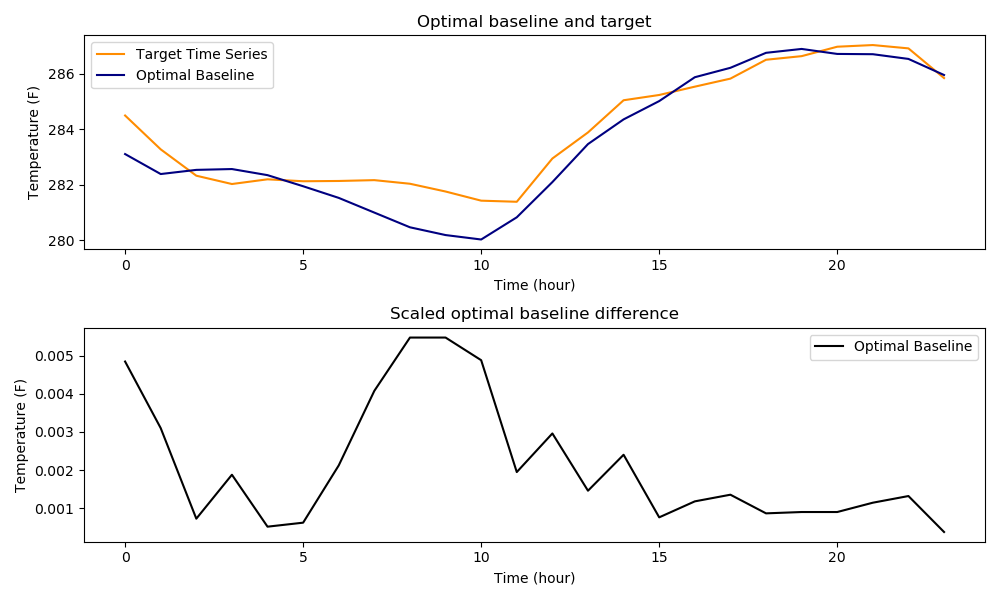 Optimal baseline and target
Target Time Series
Optimal Baseline
Temperature (F)
286
284
282
280
0 5 10 15 20
Time (hour)
Scaled optimal baseline difference
Optimal Baseline
Temperature (F)
0.005
0.004
0.003
0.002
0.001
0 5 10 15 20
Time (hour)